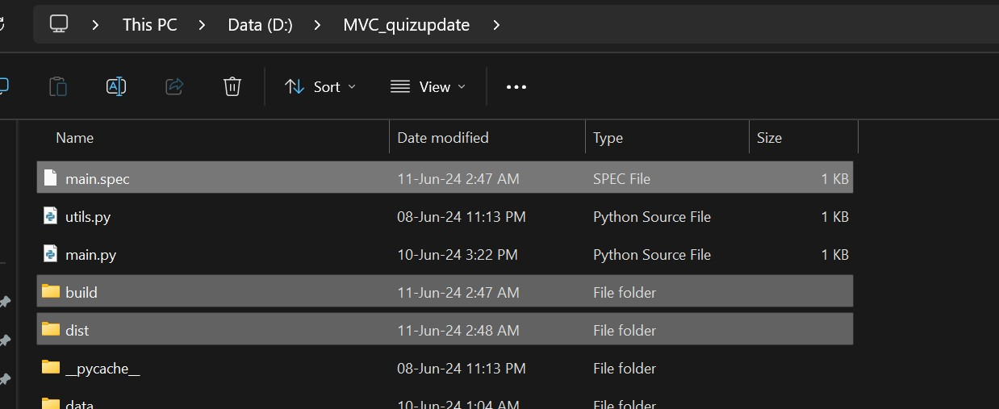 This PC > Data (D:) > MVC_quizupdate >
Sort View ...
Name Date modified Type Size
main.spec 11-Jun-24 2:47 AM SPEC File 1 KB
utils.py 08-Jun-24 11:13 PM Python Source File 1 KB
main.py 10-Jun-24 3:22 PM Python Source File 1 KB
build 11-Jun-24 2:47 AM File folder
dist 11-Jun-24 2:48 AM File folder
__pycache__ 08-Jun-24 11:13 PM File folder
data 10-Jun-24 1:04 AM File folder